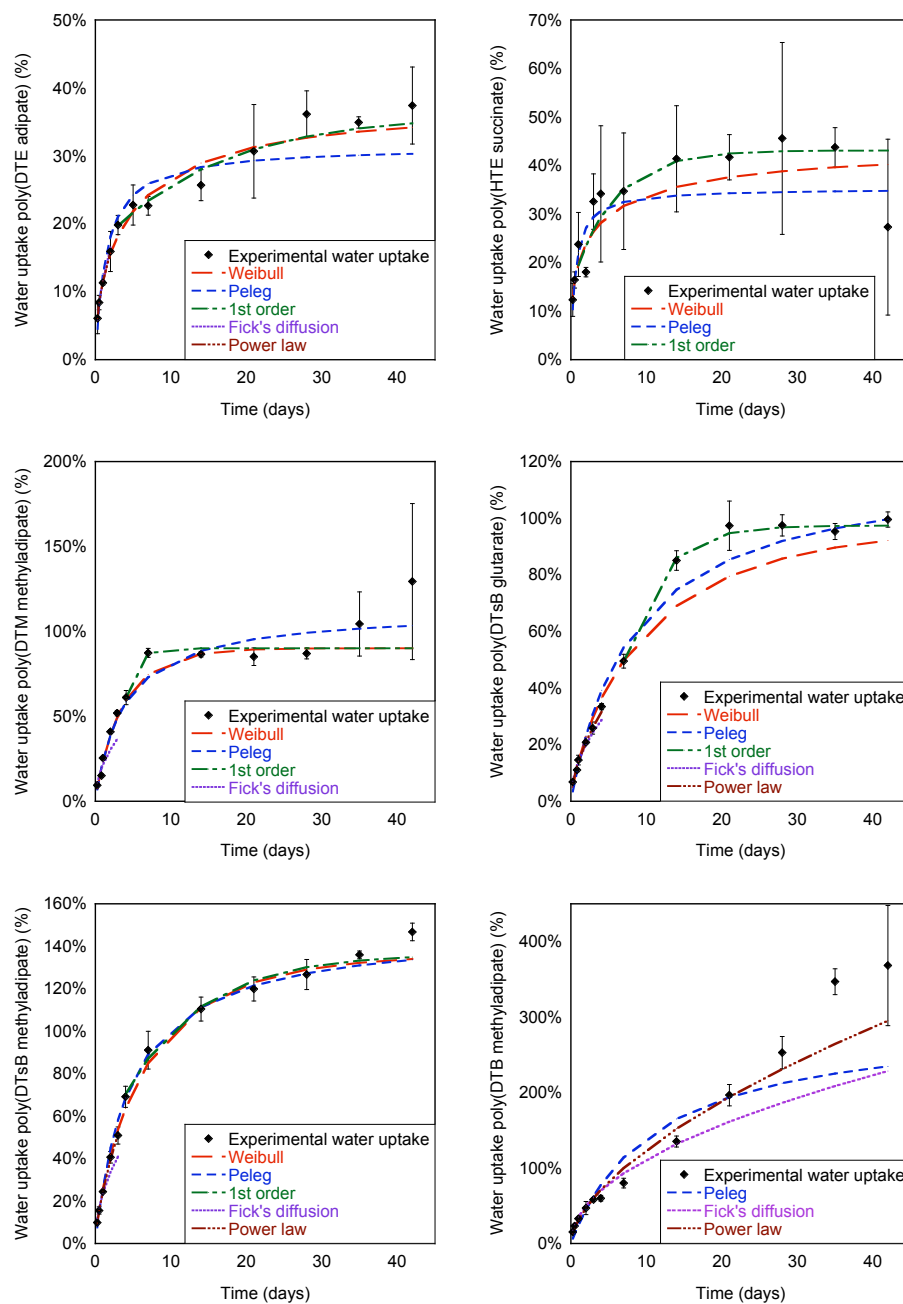 50%
40%
30%
20%
10%
0%
Water uptake poly(DTE adipate) (%)
Experimental water uptake
Weibull
Peleg
1st order
Fick's diffusion
Power law
0 10 20 30 40
Time (days)
70%
60%
50%
40%
30%
20%
10%
0%
Water uptake poly(HTE succinate) (%)
Experimental water uptake
Weibull
Peleg
1st order
0 10 20 30 40
Time (days)
200%
150%
100%
50%
0%
Water uptake poly(DTM methyladipate) (%)
Experimental water uptake
Weibull
Peleg
1st order
Fick's diffusion
0 10 20 30 40
Time (days)
120%
100%
80%
60%
40%
20%
0%
Water uptake poly(DTsB glutarate) (%)
Experimental water uptake
Weibull
Peleg
1st order
Fick's diffusion
Power law
0 10 20 30 40
Time (days)
160%
140%
120%
100%
80%
60%
40%
20%
0%
Water uptake poly(DTsB methyladipate) (%)
Experimental water uptake
Weibull
Peleg
1st order
Fick's diffusion
Power law
0 10 20 30 40
Time (days)
400%
300%
200%
100%
0%
Water uptake poly(DTB methyladipate) (%)
Experimental water uptake
Peleg
Fick's diffusion
Power law
0 10 20 30 40
Time (days)